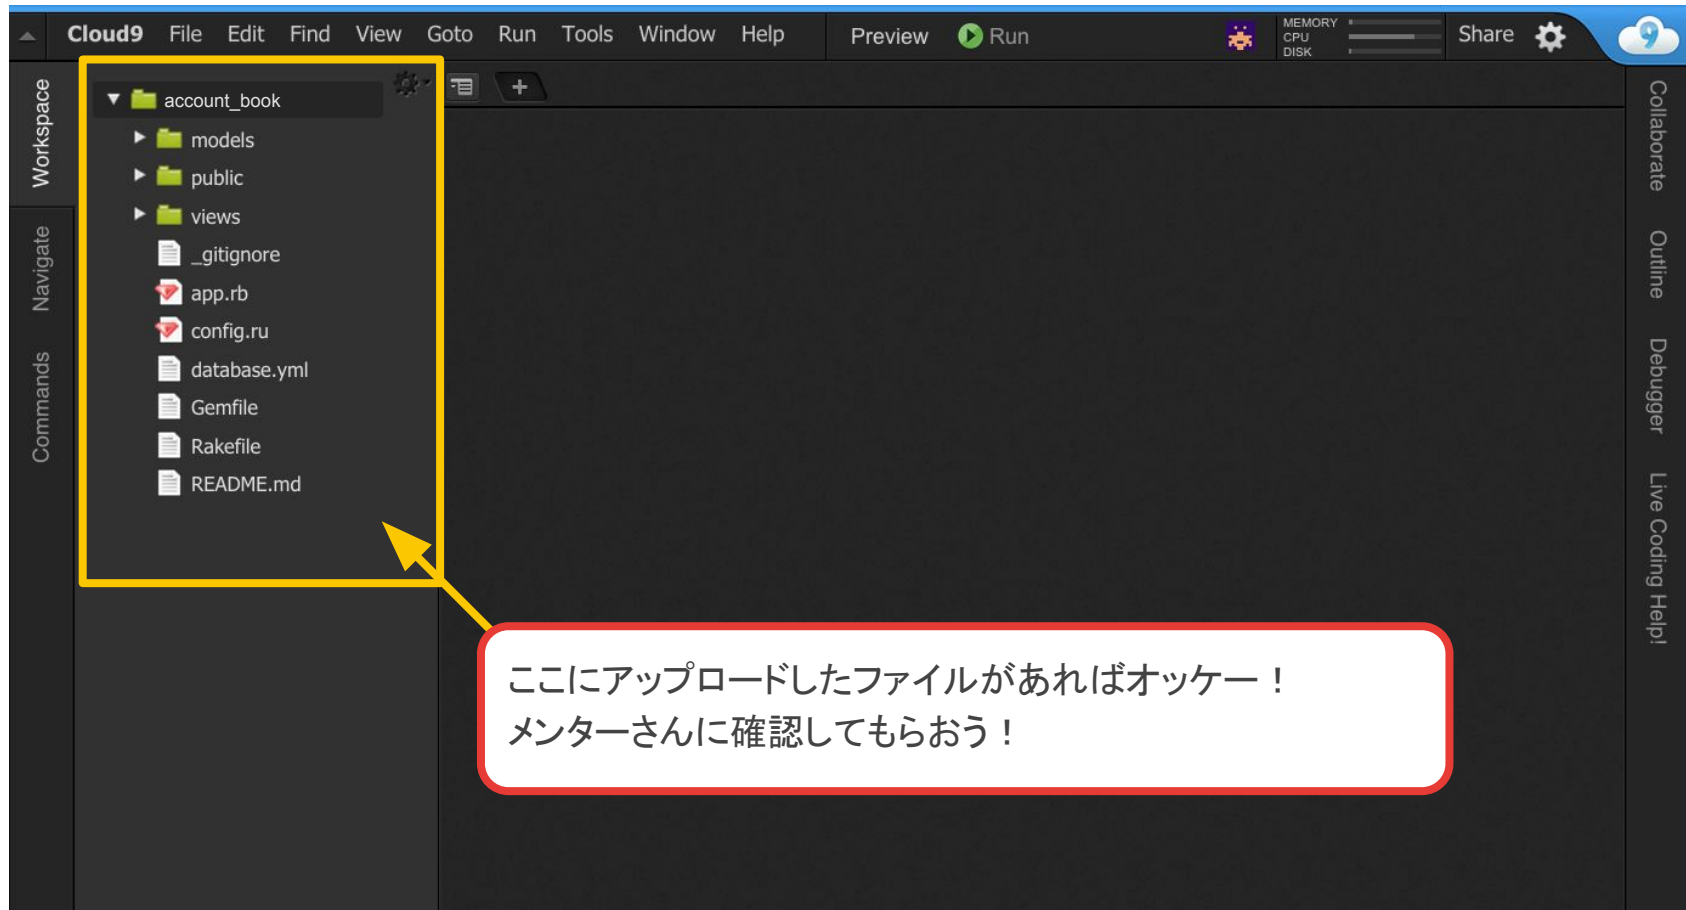 Cloud9 File Edit Find View Goto Run Tools Window Help Preview Run MEMORY Share
CPU
DISK
Workspace
Navigate
Commands
account_book
models
public
views
_gitignore
app.rb
config.ru
database.yml
Gemfile
Rakefile
README.md
ここにアップロードしたファイルがあればオッケー！
メンターさんに確認してもらおう！
Collaborate
Outline
Debugger
Live Coding Help!
9